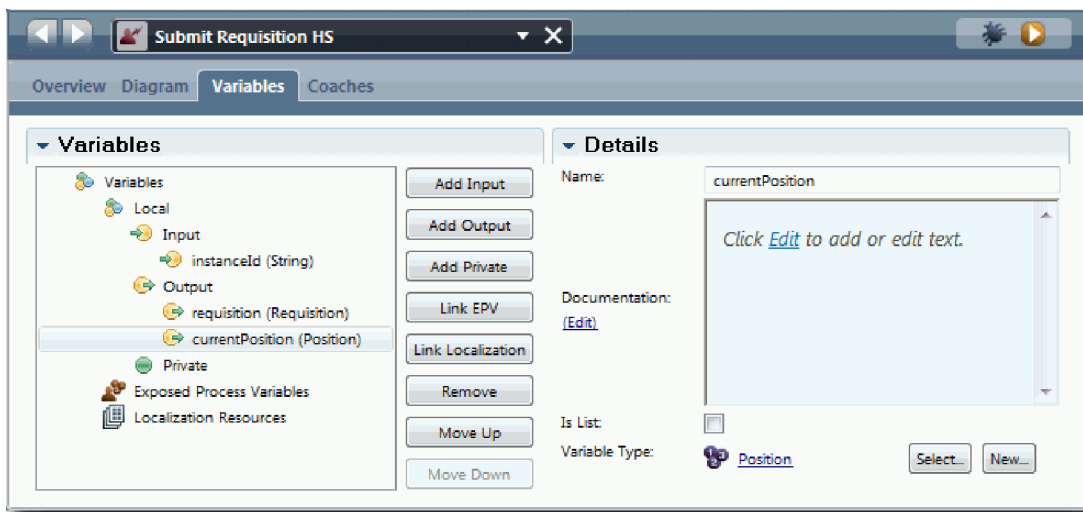 Submit Requisition HS
Overview Diagram Variables Coaches
Variables
Variables
Local
Input
instanceId (String)
Output
requisition (Requisition)
currentPosition (Position)
Private
Exposed Process Variables
Localization Resources
Add Input
Add Output
Add Private
Link EPV
Link Localization
Remove
Move Up
Move Down
Details
Name: currentPosition
Click Edit to add or edit text.
Documentation:
(Edit)
Is List:
Variable Type: Position Select... New...